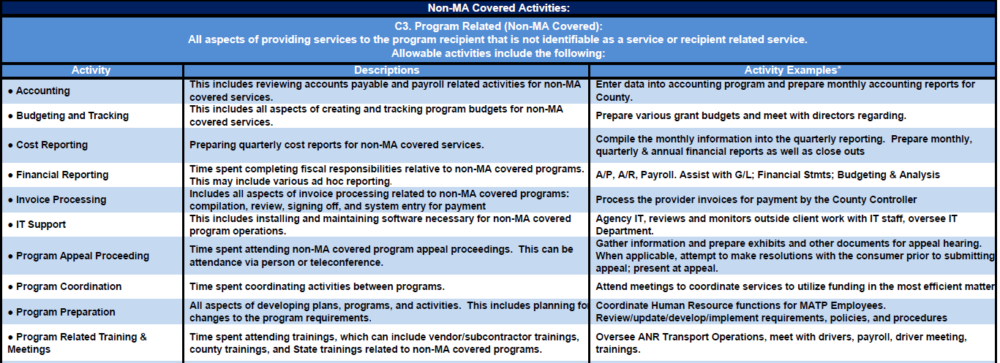 Non-MA Covered Activities:
C3. Program Related (Non-MA Covered):
All aspects of providing services to the program recipient that is not identifiable as a service or recipient related service.
Allowable activities include the following:
Activity
Descriptions
Activity Examples*
● Accounting
This includes reviewing accounts payable and payroll related activities for non-MA
covered services.
Enter data into accounting program and prepare monthly accounting reports for
County.
● Budgeting and Tracking
This includes all aspects of creating and tracking program budgets for non-MA
covered services.
Prepare various grant budgets and meet with directors regarding.
● Cost Reporting
Preparing quarterly cost reports for non-MA covered services.
Compile the monthly information into the quarterly reporting.  Prepare monthly,
quarterly & annual financial reports as well as close outs
● Financial Reporting
Time spent completing fiscal responsibilities relative to non-MA covered programs.
This may include various ad hoc reporting.
A/P, A/R, Payroll. Assist with G/L; Financial Stmts; Budgeting & Analysis
● Invoice Processing
Includes all aspects of invoice processing related to non-MA covered programs:
compilation, review, signing off, and system entry for payment
Process the provider invoices for payment by the County Controller
● IT Support
This includes installing and maintaining software necessary for non-MA covered
program operations.
Agency IT, reviews and monitors outside client work with IT staff, oversee IT
Department.
● Program Appeal Proceeding
Time spent attending non-MA covered program appeal proceedings.  This can be
attendance via person or teleconference.
Gather information and prepare exhibits and other documents for appeal hearing.
When applicable, attempt to make resolutions with the consumer prior to submitting
appeal; present at appeal.
● Program Coordination
Time spent coordinating activities between programs.
Attend meetings to coordinate services to utilize funding in the most efficient matter
● Program Preparation
All aspects of developing plans, programs, and activities.  This includes planning for
changes to the program requirements.
Coordinate Human Resource functions for MATP Employees.
Review/update/develop/implement requirements, policies, and procedures
● Program Related Training &
Meetings
Time spent attending trainings, which can include vendor/subcontractor trainings,
county trainings, and State trainings related to non-MA covered programs.
Oversee ANR Transport Operations, meet with drivers, payroll, driver meeting,
trainings.